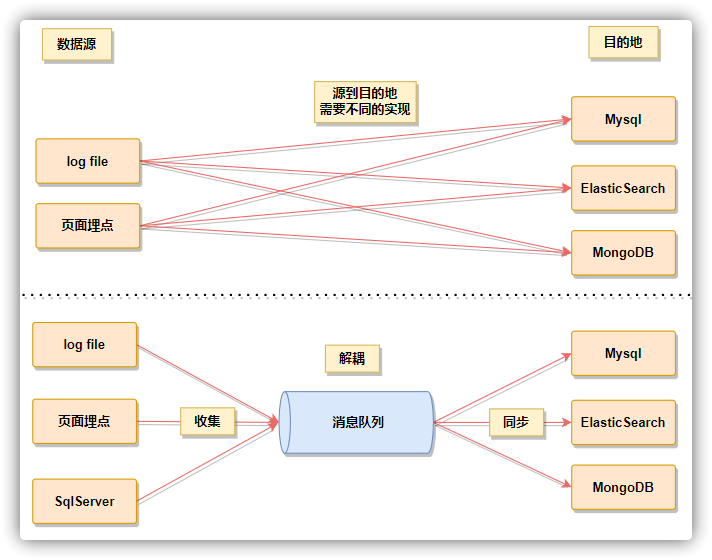 数据源
目的地
源到目的地
需要不同的实现
Mysql
log file
ElasticSearch
页面埋点
MongoDB
log file
解耦
Mysql
页面埋点
收集
消息队列
同步
ElasticSearch
SqlServer
MongoDB